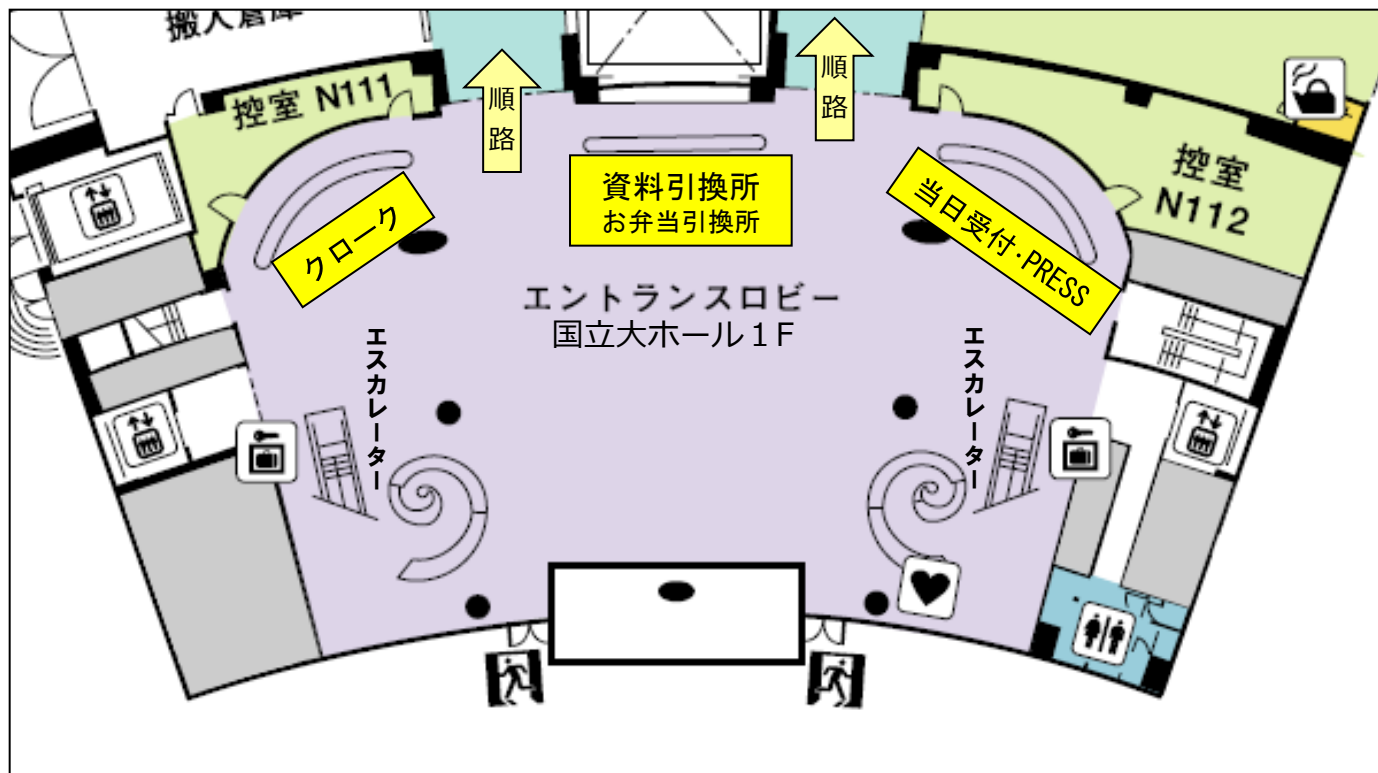 搬入倉庫
順路
順路
控室 N111
控室
N112
クローク
資料引換所
お弁当引換所
当日受付・PRESS
エントランスロビー
国立大ホール1F
エスカレーター
エスカレーター